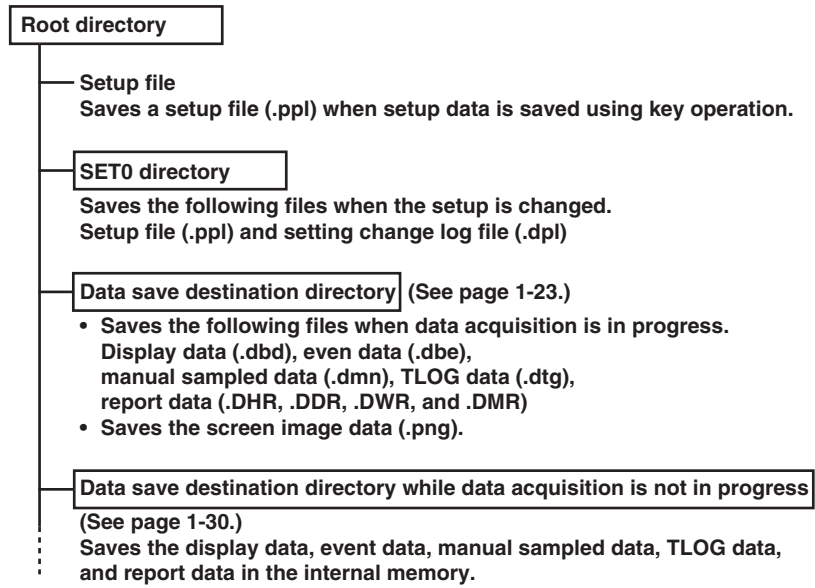 Root directory
Setup file
Saves a setup file (.ppl) when setup data is saved using key operation.
SET0 directory
Saves the following files when the setup is changed.
Setup file (.ppl) and setting change log file (.dpl)
Data save destination directory (See page 1-23.)
• Saves the following files when data acquisition is in progress.
Display data (.dbd), even data (.dbe),
manual sampled data (.dmn), TLOG data (.dtg),
report data (.DHR, .DDR, .DWR, and .DMR)
• Saves the screen image data (.png).
Data save destination directory while data acquisition is not in progress
(See page 1-30.)
Saves the display data, event data, manual sampled data, TLOG data,
and report data in the internal memory.